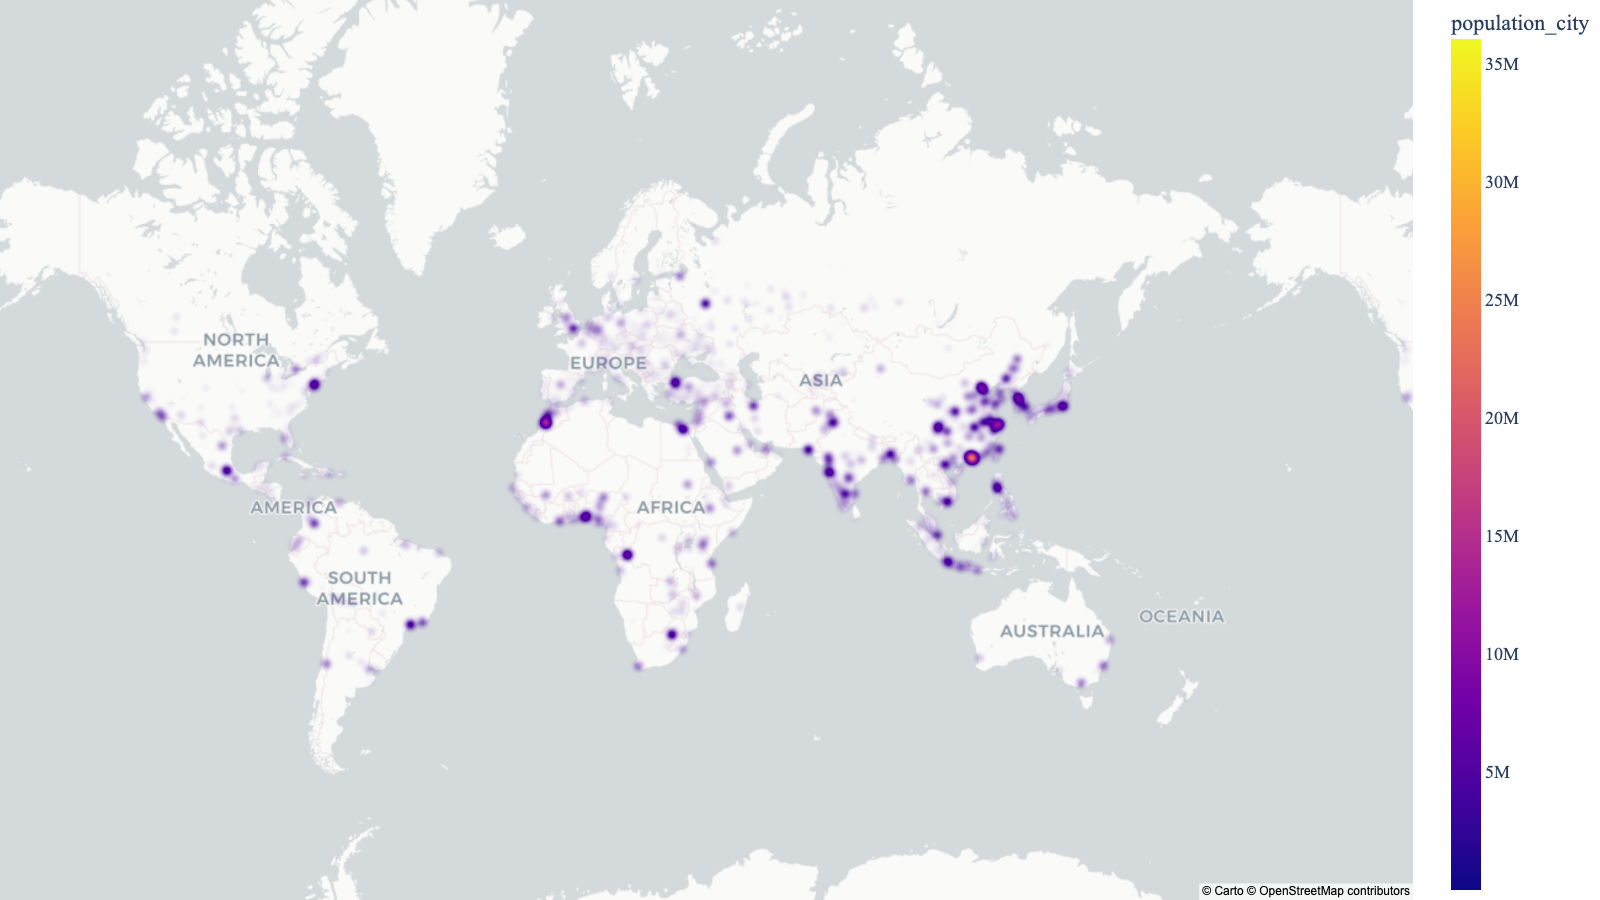 population_city
35M
30M
25M
20M
15M
10M
5M
NORTH
AMERICA
EUROPE
ASIA
AMERICA
AFRICA
SOUTH
AMERICA
AUSTRALIA
OCEANIA
© Carto © OpenStreetMap contributors